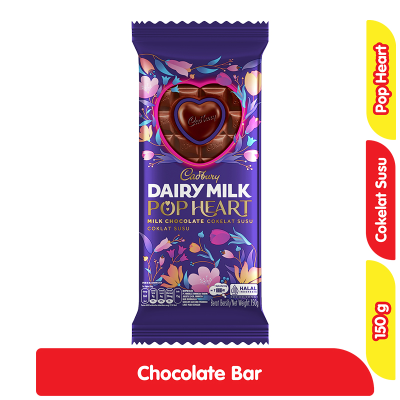 Cadbury
Cadbury
DAIRY MILK
POP HEART
MILK CHOCOLATE COKELAT SUSU
COKLAT SUSU
HALAL
Berat Bersih/Net Weight 150g
Pop Heart
Cokelat Susu
150 g
Chocolate Bar